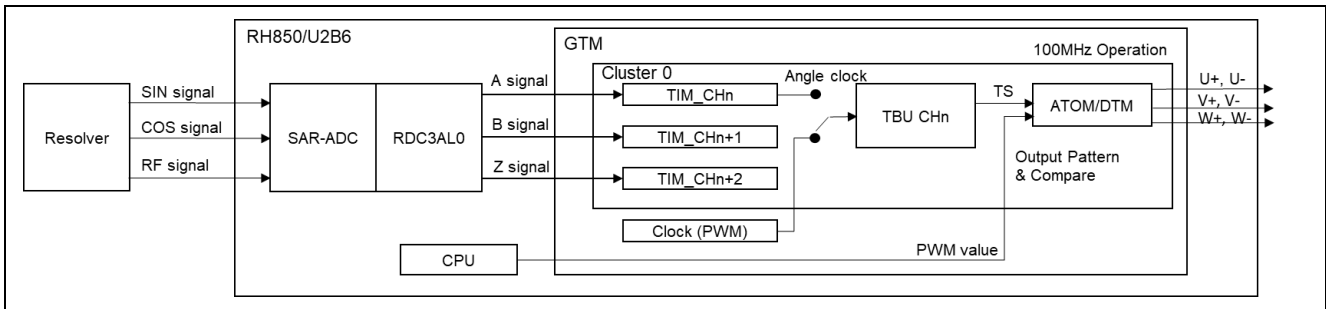 RH850/U2B6
GTM
100MHz Operation
Cluster 0
Resolver
SIN signal
COS signal
RF signal
SAR-ADC
RDC3AL0
A signal
B signal
Z signal
TIM_CHn
TIM_CHn+1
TIM_CHn+2
Angle clock
Clock (PWM)
TBU CHn
TS
ATOM/DTM
U+, U-
V+, V-
W+, W-
Output Pattern
& Compare
CPU
PWM value